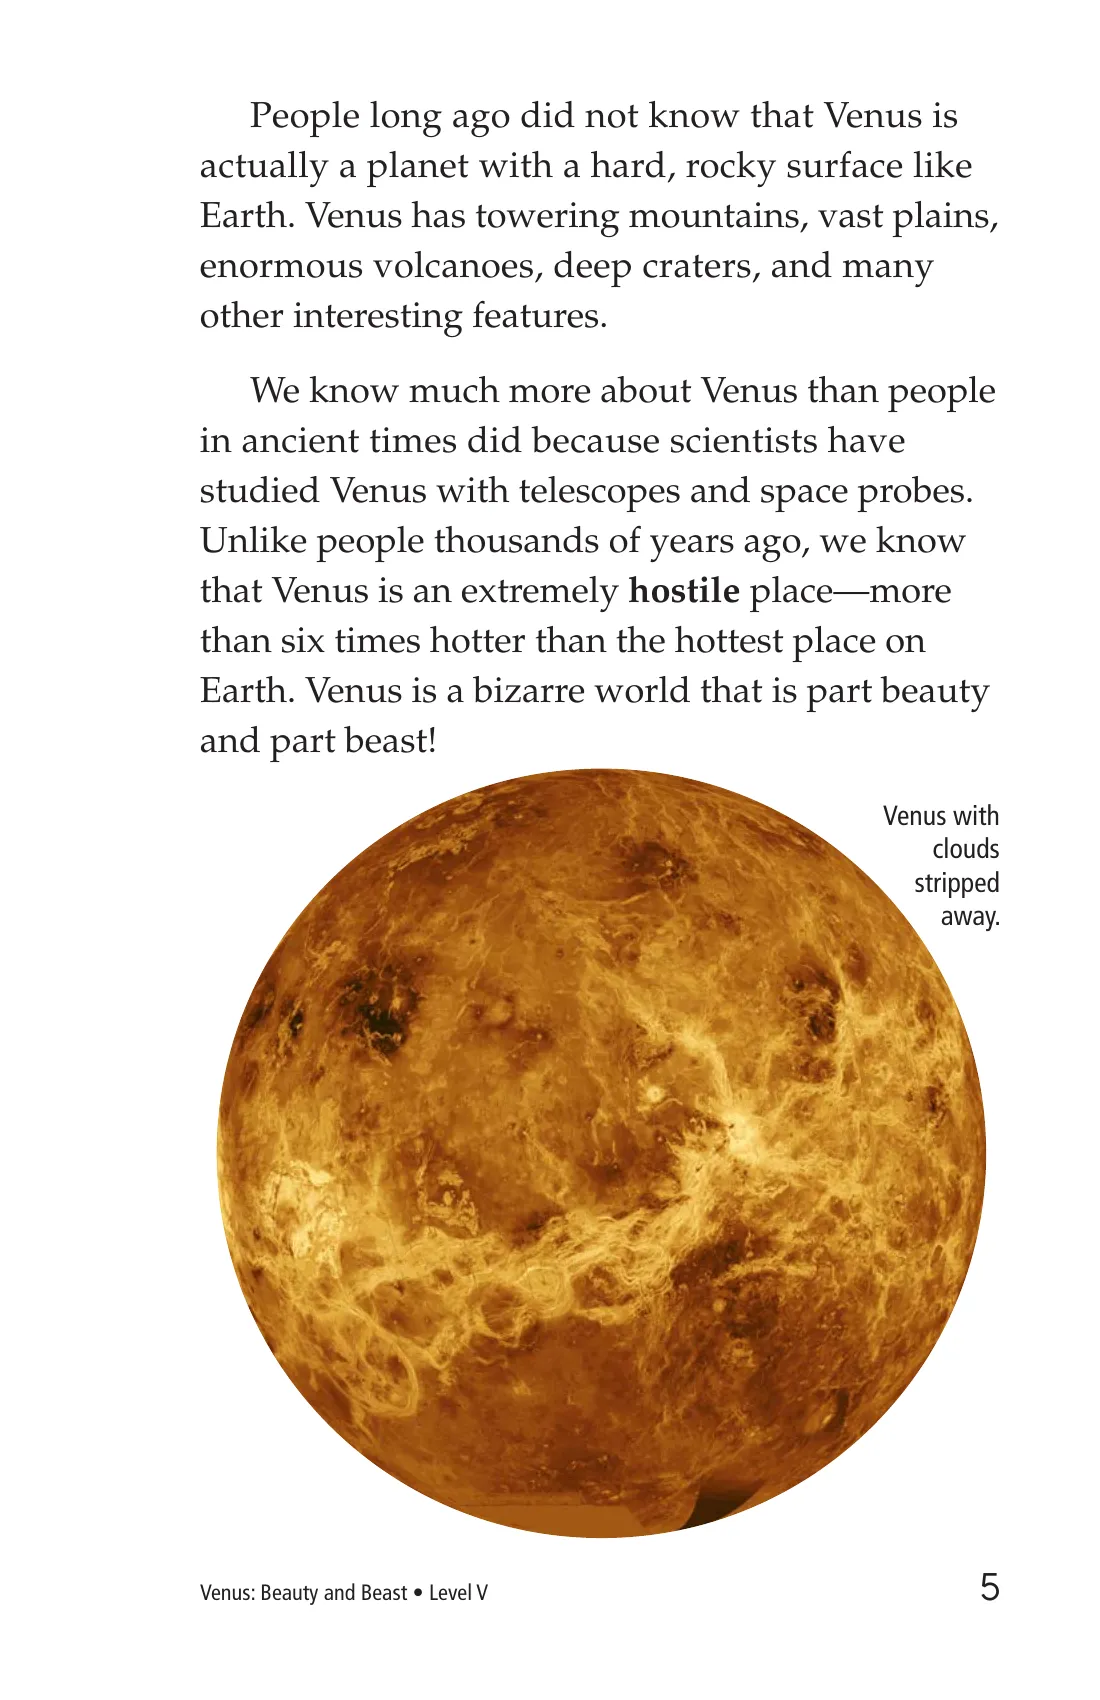 People long ago did not know that Venus is
actually a planet with a hard, rocky surface like
Earth. Venus has towering mountains, vast plains,
enormous volcanoes, deep craters, and many
other interesting features.
We know much more about Venus than people
in ancient times did because scientists have
studied Venus with telescopes and space probes.
Unlike people thousands of years ago, we know
that Venus is an extremely hostile place—more
than six times hotter than the hottest place on
Earth. Venus is a bizarre world that is part beauty
and part beast!
Venus with
clouds
stripped
away.
Venus: Beauty and Beast • Level V
5